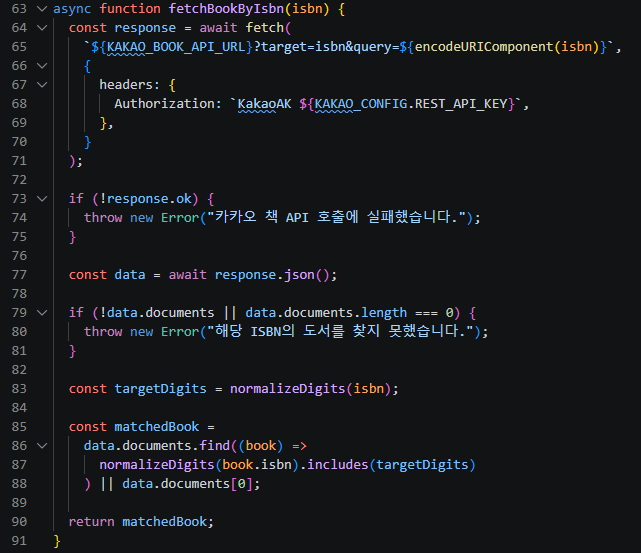 63 async function fetchBookByIsbn(isbn) {
64   const response = await fetch(
65     `${KAKAO_BOOK_API_URL}?target=isbn&query=${encodeURIComponent(isbn)}`,
66     {
67       headers: {
68         Authorization: `KakaoAK ${KAKAO_CONFIG.REST_API_KEY}`,
69       },
70     }
71   );
72
73   if (!response.ok) {
74     throw new Error("카카오 책 API 호출에 실패했습니다.");
75   }
76
77   const data = await response.json();
78
79   if (!data.documents || data.documents.length === 0) {
80     throw new Error("해당 ISBN의 도서를 찾지 못했습니다.");
81   }
82
83   const targetDigits = normalizeDigits(isbn);
84
85   const matchedBook =
86     data.documents.find((book) =>
87       normalizeDigits(book.isbn).includes(targetDigits)
88     ) || data.documents[0];
89
90   return matchedBook;
91 }